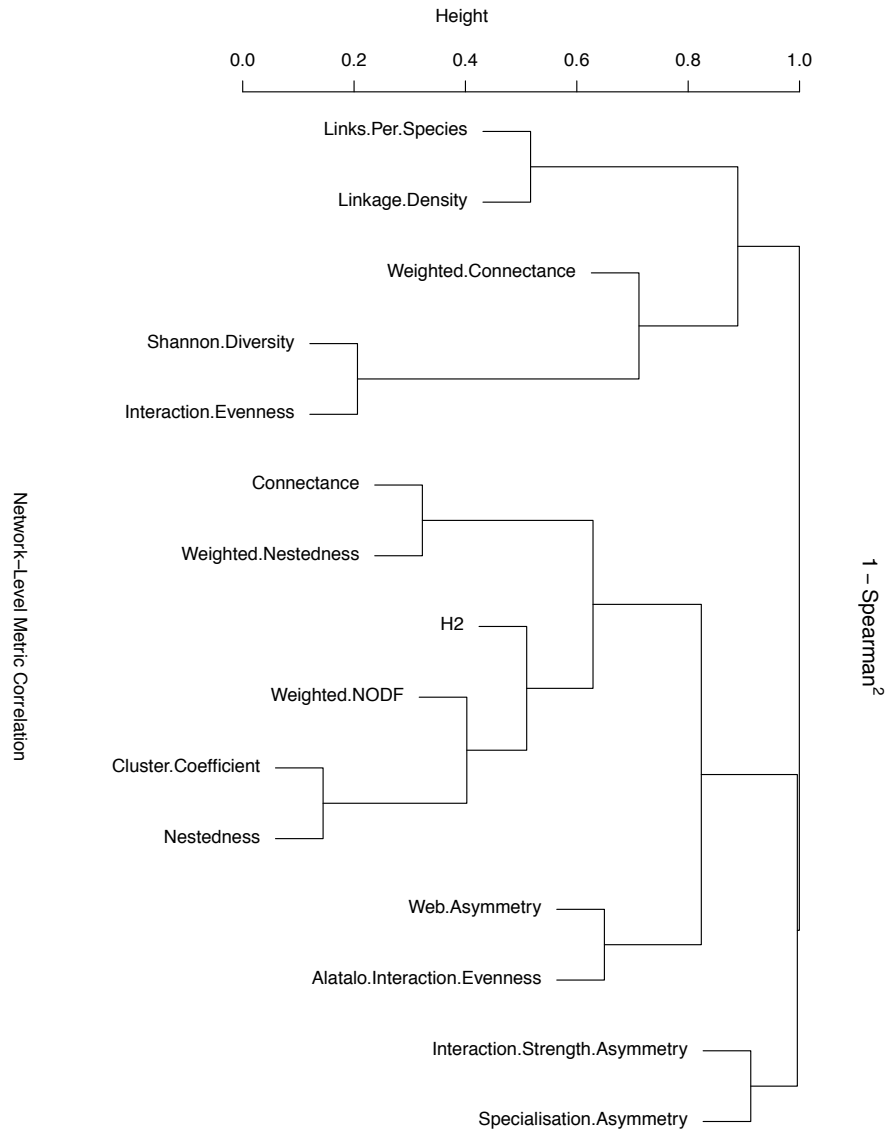 Height
0.0 0.2 0.4 0.6 0.8 1.0
Links.Per.Species
Linkage.Density
Weighted.Connectance
Shannon.Diversity
Interaction.Evenness
Connectance
Weighted.Nestedness
H2
Weighted.NODF
Cluster.Coefficient
Nestedness
Web.Asymmetry
Alatalo.Interaction.Evenness
Interaction.Strength.Asymmetry
Specialisation.Asymmetry
Network−Level Metric Correlation
1 − Spearman²